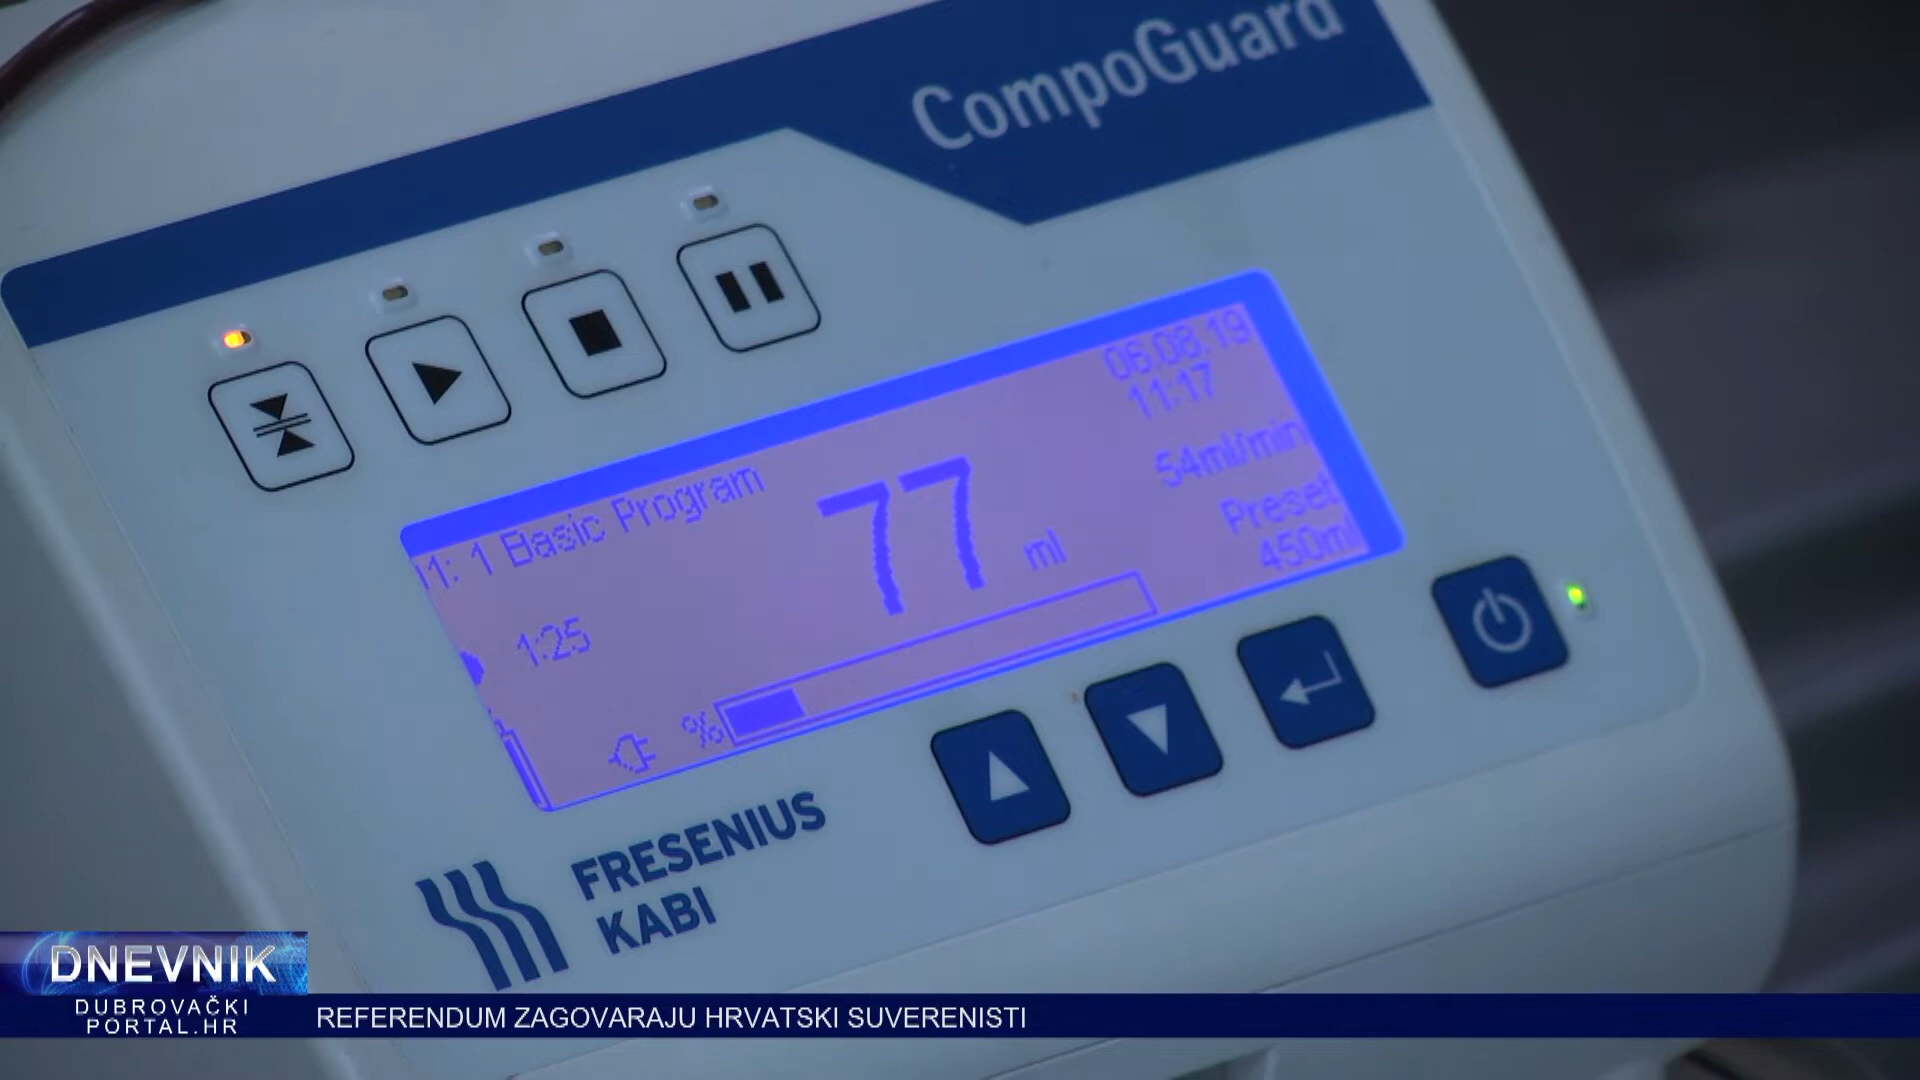 CompoGuard
06.08.19
11:17
11: 1 Basic Program
77 ml
54ml/min
Preset
450ml
1:25
%
FRESENIUS
KABI
DNEVNIK
DUBROVAČKI
PORTAL.HR
REFERENDUM ZAGOVARAJU HRVATSKI SUVERENISTI